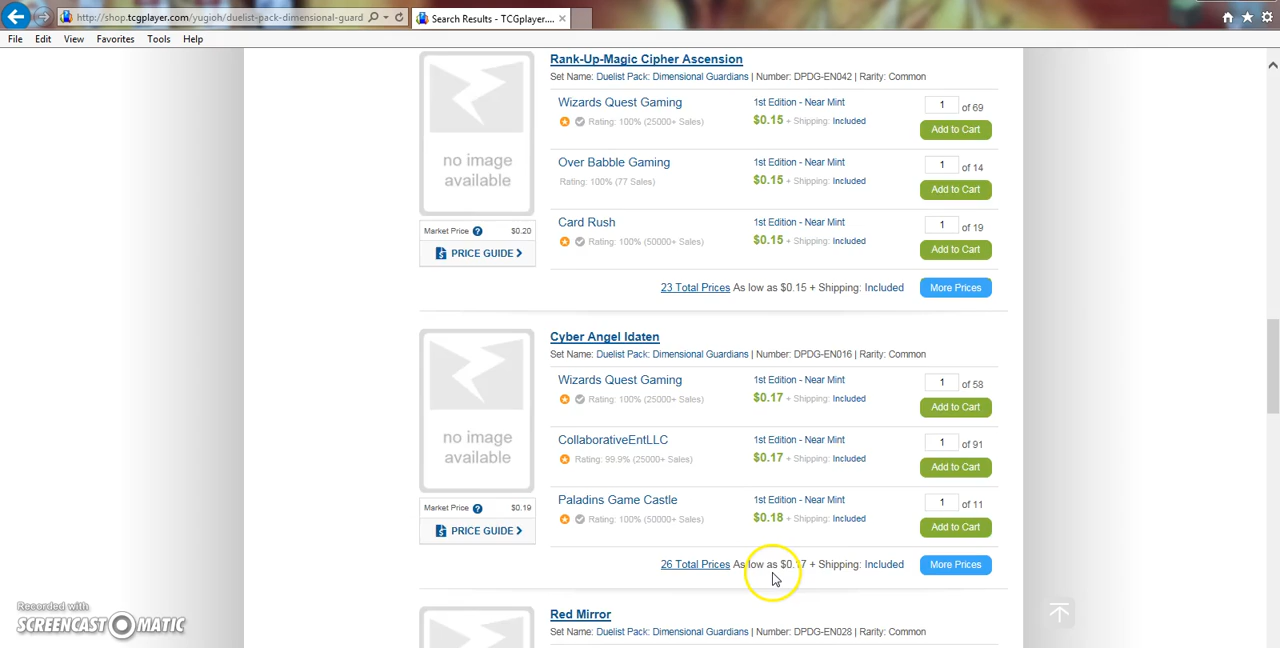 http://shop.tcgplayer.com/yugioh/duelist-pack-dimensional-guard
Search Results - TCGplayer....
File Edit View Favorites Tools Help
Rank-Up-Magic Cipher Ascension
Set Name: Duelist Pack: Dimensional Guardians | Number: DPDG-EN042 | Rarity: Common
Wizards Quest Gaming 1st Edition - Near Mint 1 of 69
Rating: 100% (25000+ Sales) $0.15 + Shipping: Included Add to Cart
Over Babble Gaming 1st Edition - Near Mint 1 of 14
Rating: 100% (77 Sales) $0.15 + Shipping: Included Add to Cart
Card Rush 1st Edition - Near Mint 1 of 19
Rating: 100% (50000+ Sales) $0.15 + Shipping: Included Add to Cart
no image
available
Market Price ? $0.20
PRICE GUIDE
23 Total Prices As low as $0.15 + Shipping: Included More Prices
Cyber Angel Idaten
Set Name: Duelist Pack: Dimensional Guardians | Number: DPDG-EN016 | Rarity: Common
Wizards Quest Gaming 1st Edition - Near Mint 1 of 58
Rating: 100% (25000+ Sales) $0.17 + Shipping: Included Add to Cart
CollaborativeEntLLC 1st Edition - Near Mint 1 of 91
Rating: 99.9% (25000+ Sales) $0.17 + Shipping: Included Add to Cart
Paladins Game Castle 1st Edition - Near Mint 1 of 11
Rating: 100% (50000+ Sales) $0.18 + Shipping: Included Add to Cart
no image
available
Market Price ? $0.19
PRICE GUIDE
26 Total Prices As low as $0.17 + Shipping: Included More Prices
Red Mirror
Set Name: Duelist Pack: Dimensional Guardians | Number: DPDG-EN028 | Rarity: Common
Recorded with
SCREENCAST MATIC